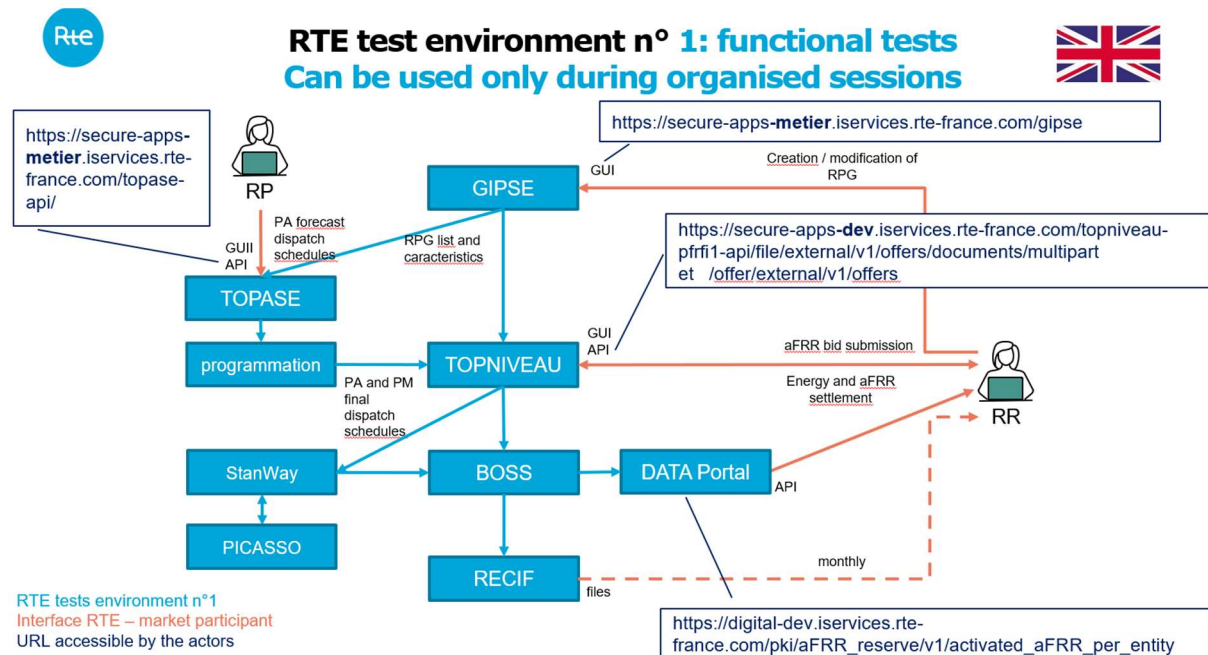 Rte
RTE test environment n° 1: functional tests
Can be used only during organised sessions
https://secure-apps-
metier.iservices.rte-
france.com/topase-
api/
RP
https://secure-apps-metier.iservices.rte-france.com/gipse
GUI
Creation / modification of
RPG
GIPSE
PA forecast
dispatch
schedules
GUII
API
RPG list and
caracteristics
https://secure-apps-dev.iservices.rte-france.com/topniveau-
pfrfi1-api/file/external/v1/offers/documents/multipart
et /offer/external/v1/offers
TOPASE
programmation
TOPNIVEAU
GUI
API
aFRR bid submission
Energy and aFRR
settlement
RR
PA and PM
final
dispatch
schedules
StanWay
BOSS
DATA Portal
API
PICASSO
RECIF
files
monthly
RTE tests environment n°1
Interface RTE – market participant
URL accessible by the actors
https://digital-dev.iservices.rte-
france.com/pki/aFRR_reserve/v1/activated_aFRR_per_entity